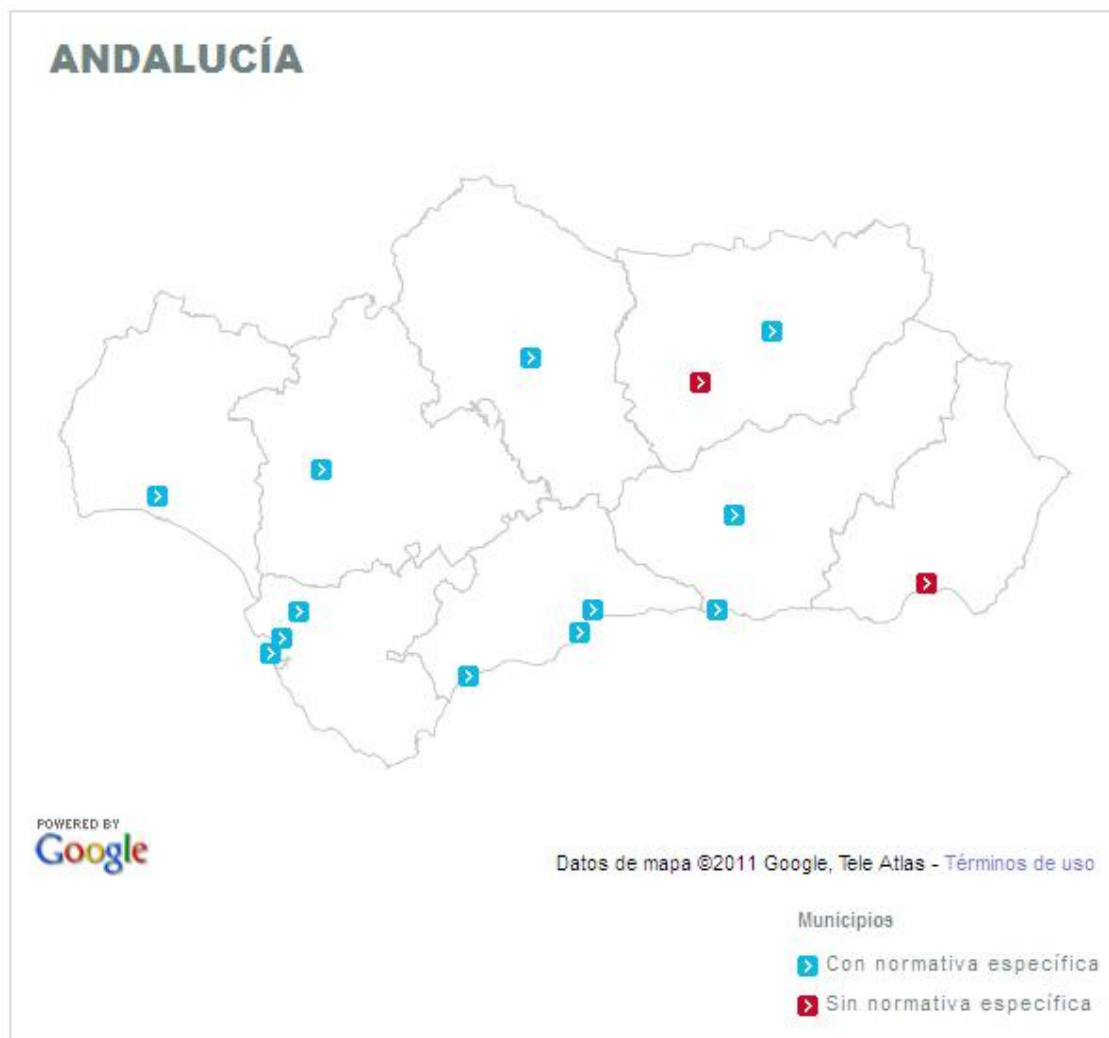 ANDALUCÍA
POWERED BY
Google
Datos de mapa ©2011 Google, Tele Atlas - Términos de uso
Municipios
Con normativa específica
Sin normativa específica